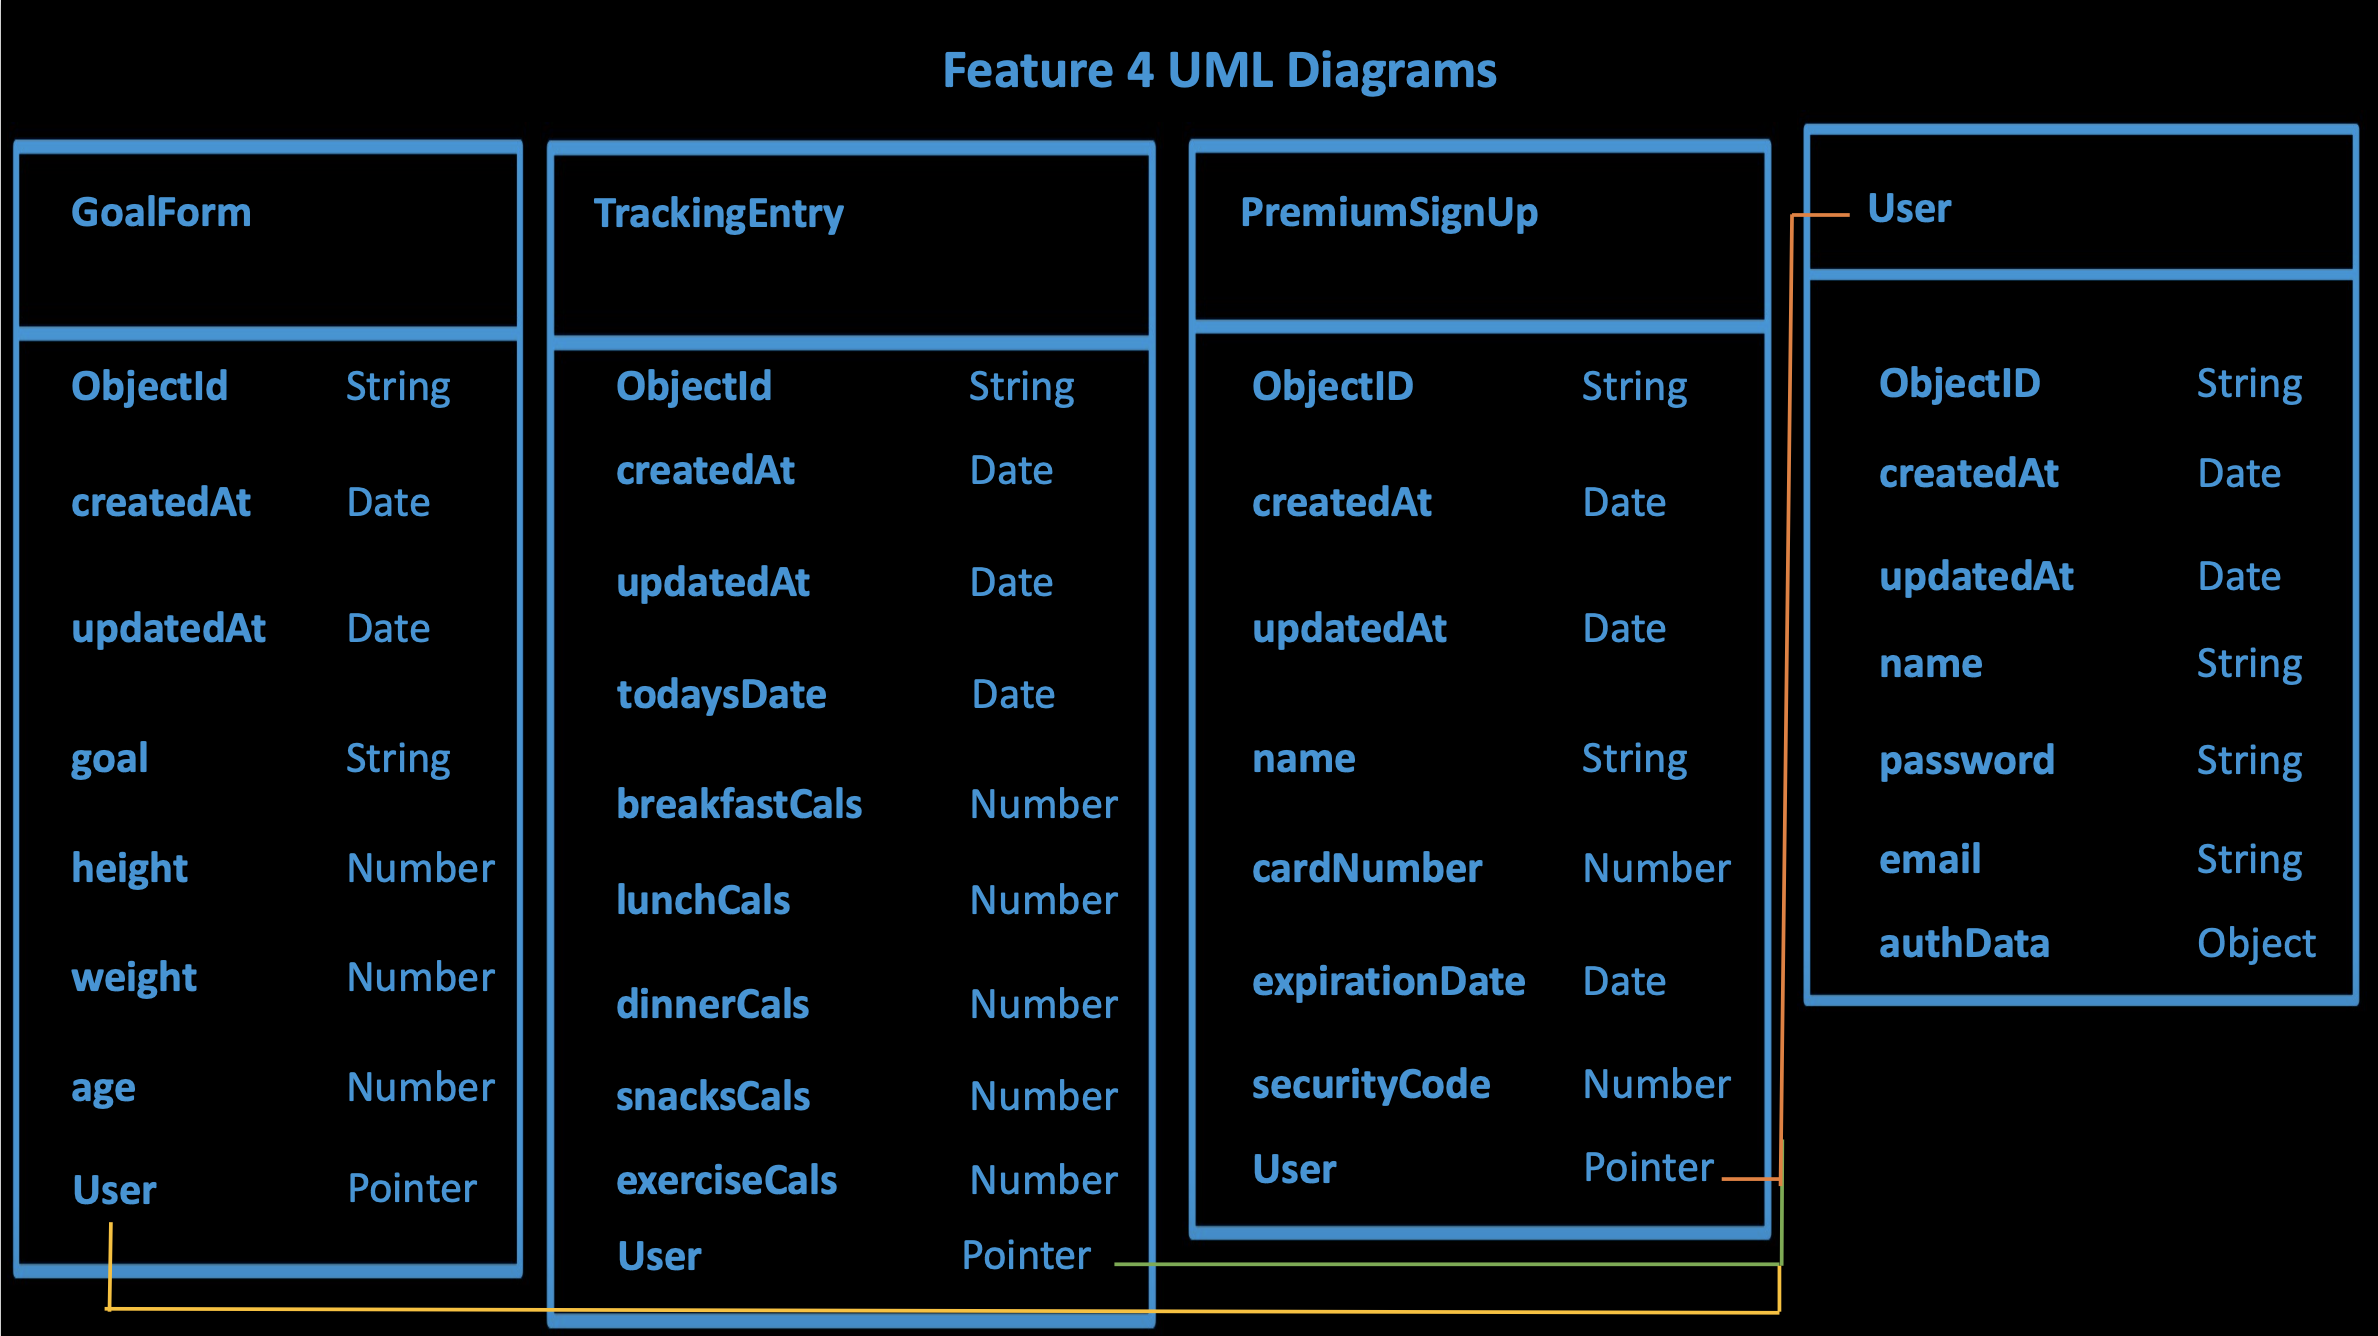 Feature 4 UML Diagrams
GoalForm
ObjectId String
createdAt Date
updatedAt Date
goal String
height Number
weight Number
age Number
User Pointer
TrackingEntry
ObjectId String
createdAt Date
updatedAt Date
todaysDate Date
breakfastCals Number
lunchCals Number
dinnerCals Number
snacksCals Number
exerciseCals Number
User Pointer
PremiumSignUp
ObjectID String
createdAt Date
updatedAt Date
name String
cardNumber Number
expirationDate Date
securityCode Number
User Pointer
User
ObjectID String
createdAt Date
updatedAt Date
name String
password String
email String
authData Object